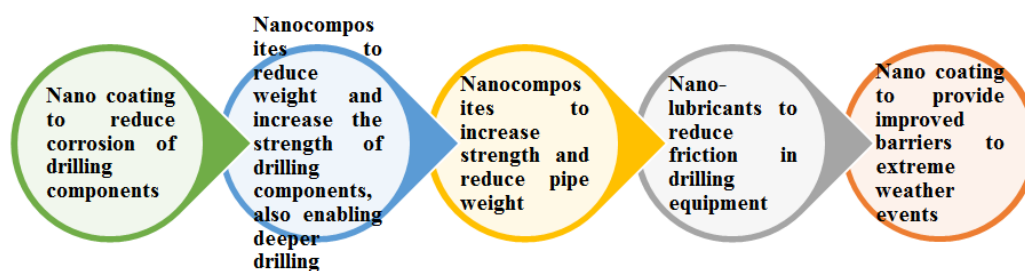 Nano coating
to reduce
corrosion of
drilling
components
Nanocompos
ites to
reduce
weight and
increase the
strength of
drilling
components,
also enabling
deeper
drilling
Nanocompos
ites to
increase
strength and
reduce pipe
weight
Nano-
lubricants to
reduce
friction in
drilling
equipment
Nano coating
to provide
improved
barriers to
extreme
weather
events